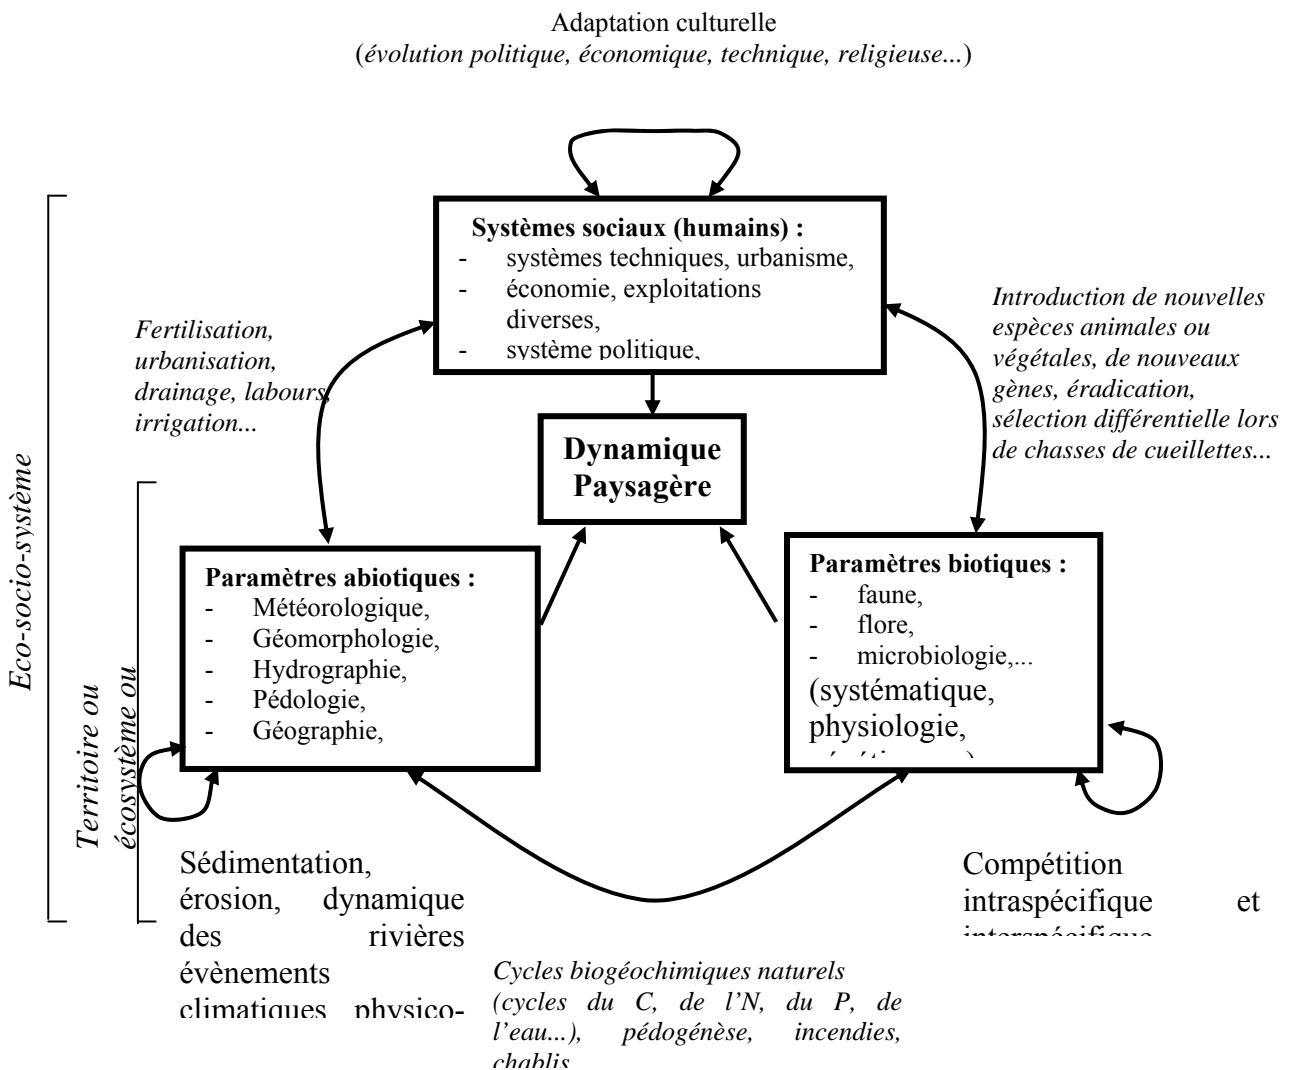 Adaptation culturelle
(évolution politique, économique, technique, religieuse...)
Systèmes sociaux (humains) :
- systèmes techniques, urbanisme,
- économie, exploitations
diverses,
- système politique,
Fertilisation,
urbanisation,
drainage, labours,
irrigation...
Introduction de nouvelles
espèces animales ou
végétales, de nouveaux
gènes, éradication,
sélection différentielle lors
de chasses de cueillettes...
Dynamique
Paysagère
Eco-socio-système
Territoire ou
écosystème ou
Paramètres abiotiques :
- Météorologique,
- Géomorphologie,
- Hydrographie,
- Pédologie,
- Géographie,
Paramètres biotiques :
- faune,
- flore,
- microbiologie,...
(systématique,
physiologie,
Sédimentation,
érosion, dynamique
des rivières
évènements
climatiques physico-
Compétition
intraspécifique et
interspécifique
Cycles biogéochimiques naturels
(cycles du C, de l'N, du P, de
l'eau...), pédogénèse, incendies,
chablis